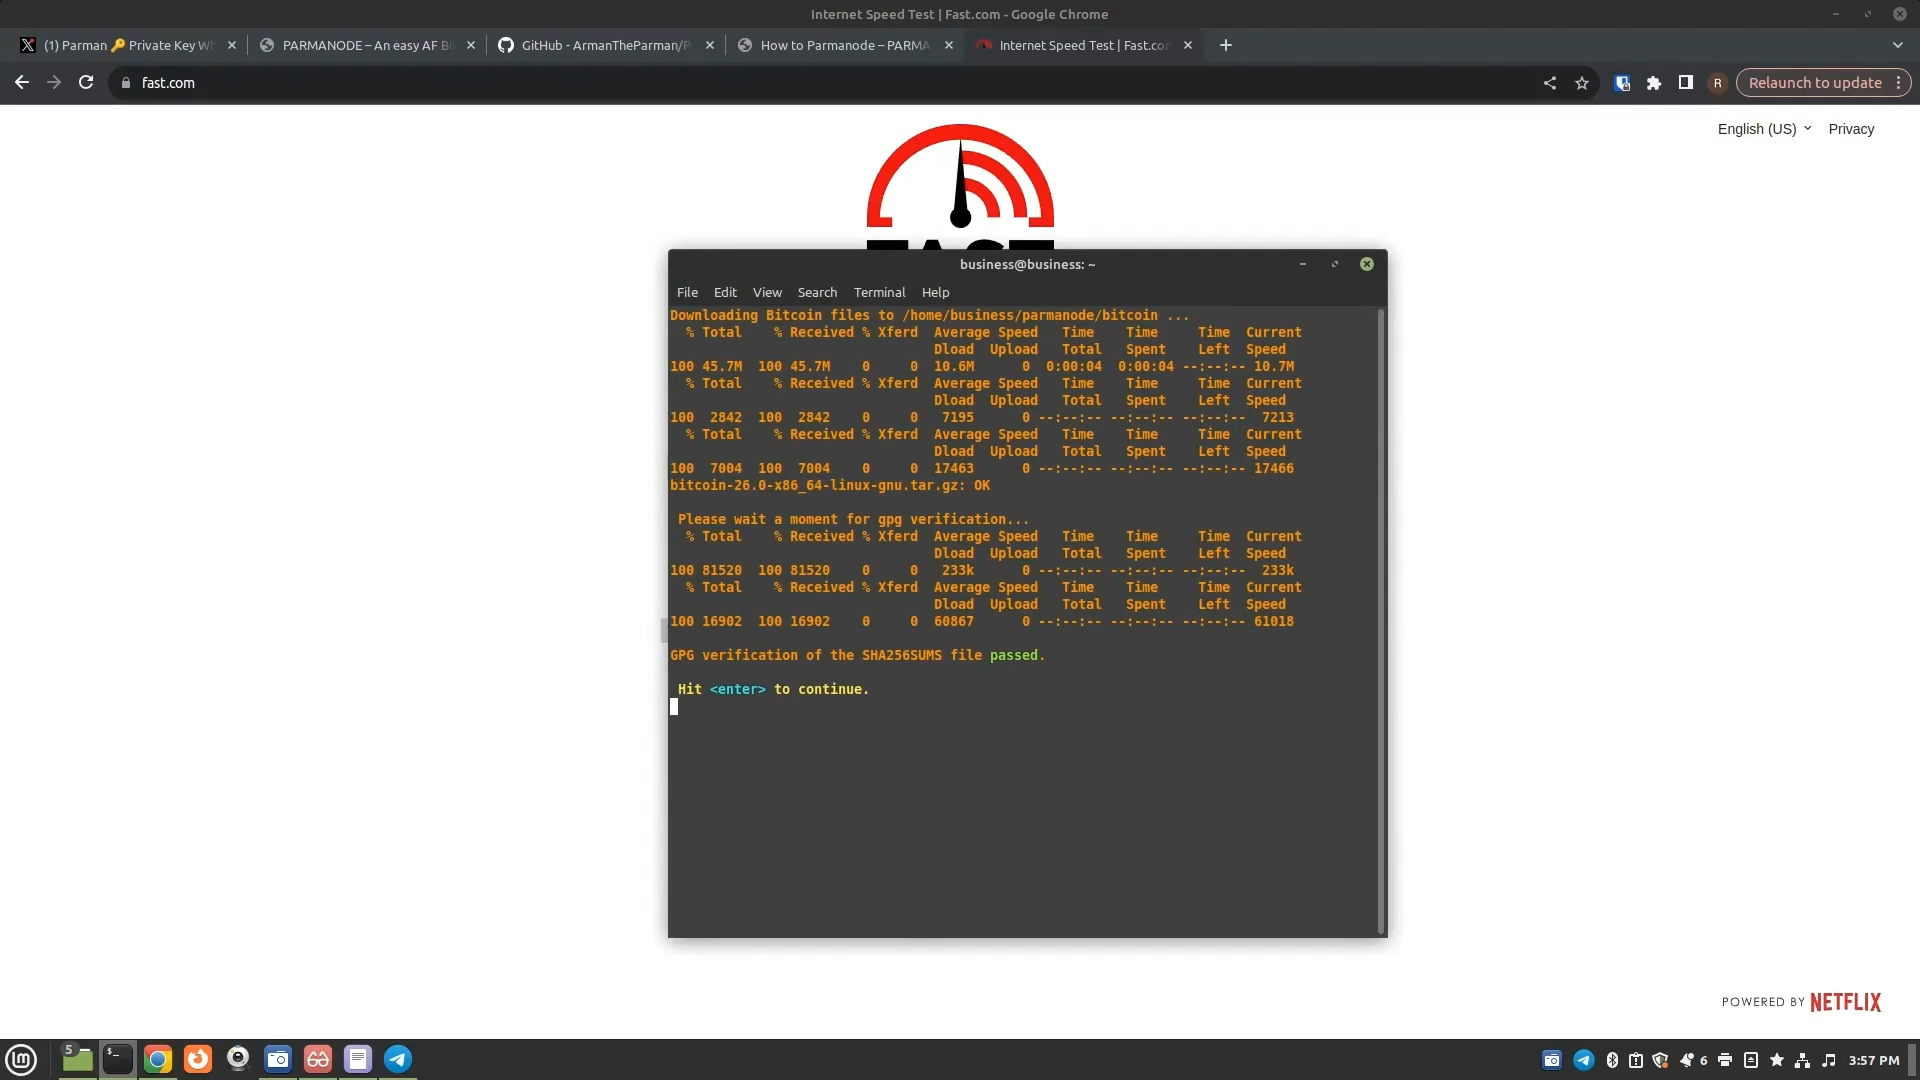 Internet Speed Test | Fast.com - Google Chrome
(1) Parman 🔑 Private Key Wh
PARMANODE – An easy AF Bi
GitHub - ArmanTheParman/P
How to Parmanode – PARMA
Internet Speed Test | Fast.com
fast.com
R
Relaunch to update
English (US)
Privacy
FAST
business@business: ~
File Edit View Search Terminal Help
Downloading Bitcoin files to /home/business/parmanode/bitcoin ...
% Total % Received % Xferd Average Speed Time Time Time Current
Dload Upload Total Spent Left Speed
100 45.7M 100 45.7M 0 0 10.6M 0 0:00:04 0:00:04 --:--:-- 10.7M
% Total % Received % Xferd Average Speed Time Time Time Current
Dload Upload Total Spent Left Speed
100 2842 100 2842 0 0 7195 0 --:--:-- --:--:-- --:--:-- 7213
% Total % Received % Xferd Average Speed Time Time Time Current
Dload Upload Total Spent Left Speed
100 7004 100 7004 0 0 17463 0 --:--:-- --:--:-- --:--:-- 17466
bitcoin-26.0-x86_64-linux-gnu.tar.gz: OK
Please wait a moment for gpg verification...
% Total % Received % Xferd Average Speed Time Time Time Current
Dload Upload Total Spent Left Speed
100 81520 100 81520 0 0 233k 0 --:--:-- --:--:-- --:--:-- 233k
% Total % Received % Xferd Average Speed Time Time Time Current
Dload Upload Total Spent Left Speed
100 16902 100 16902 0 0 60867 0 --:--:-- --:--:-- --:--:-- 61018
GPG verification of the SHA256SUMS file passed.
Hit <enter> to continue.
POWERED BY NETFLIX
5
6
3:57 PM